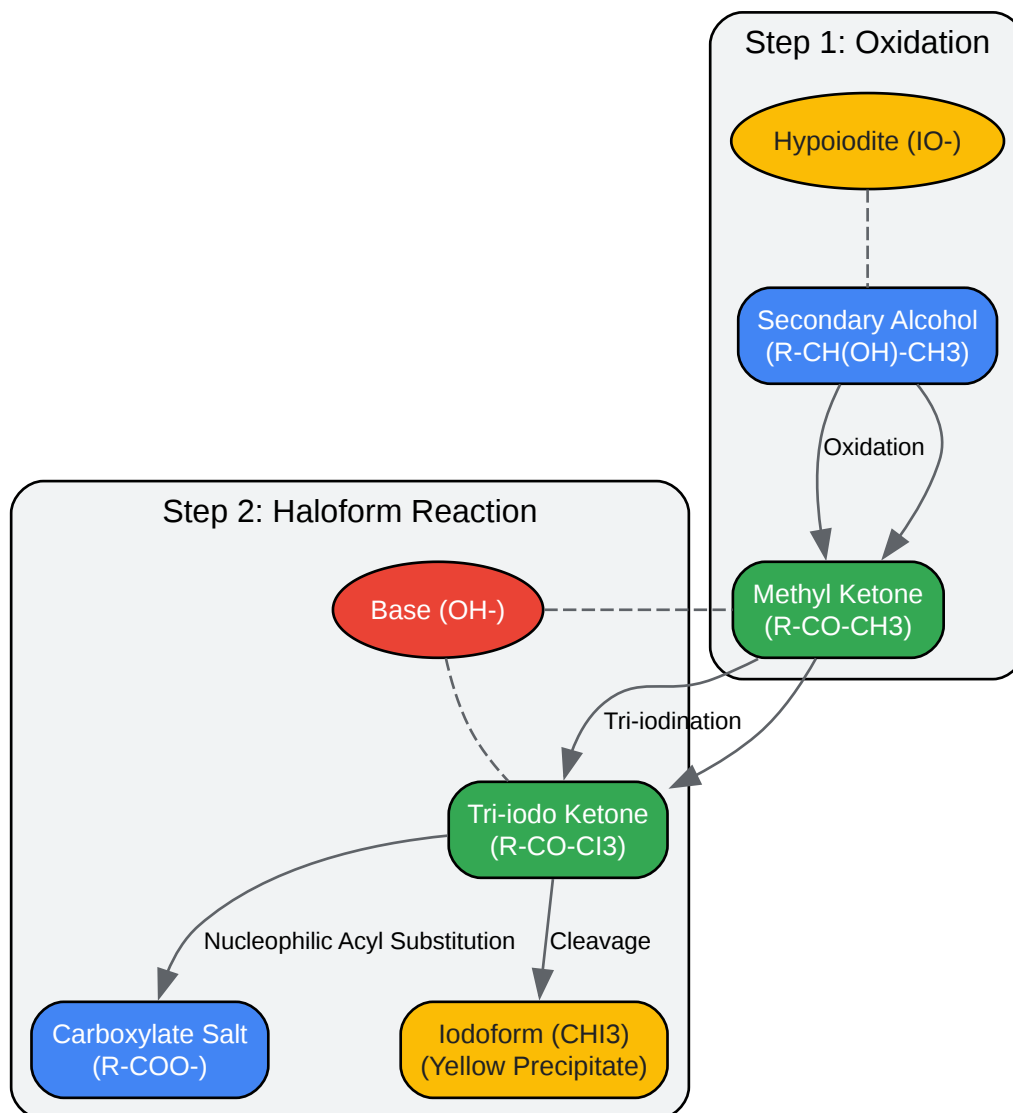 Step 1: Oxidation
Hypoiodite (IO-)
Secondary Alcohol
(R-CH(OH)-CH3)
Oxidation
Step 2: Haloform Reaction
Base (OH-)
Methyl Ketone
(R-CO-CH3)
Tri-iodination
Tri-iodo Ketone
(R-CO-CI3)
Nucleophilic Acyl Substitution
Cleavage
Carboxylate Salt
(R-COO-)
Iodoform (CHI3)
(Yellow Precipitate)